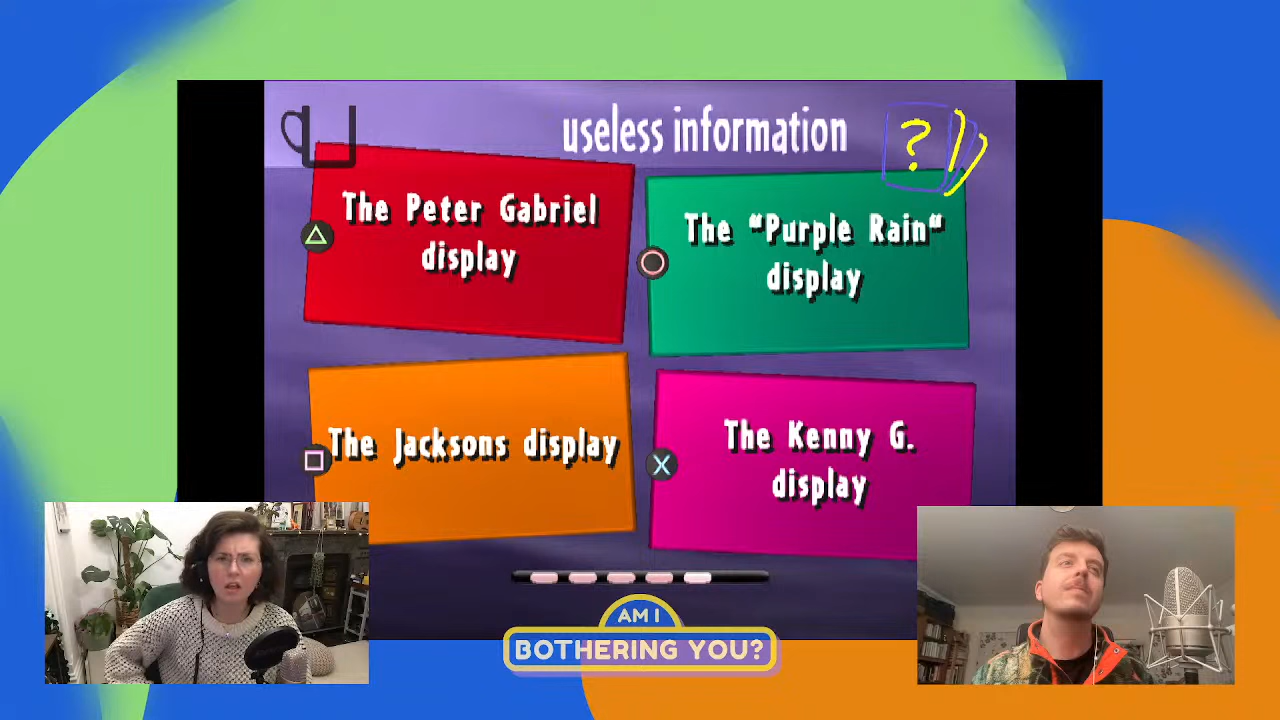 useless information
?
The Peter Gabriel
display
The “Purple Rain“
display
The Jacksons display
The Kenny G.
display
X
AM I
BOTHERING YOU?